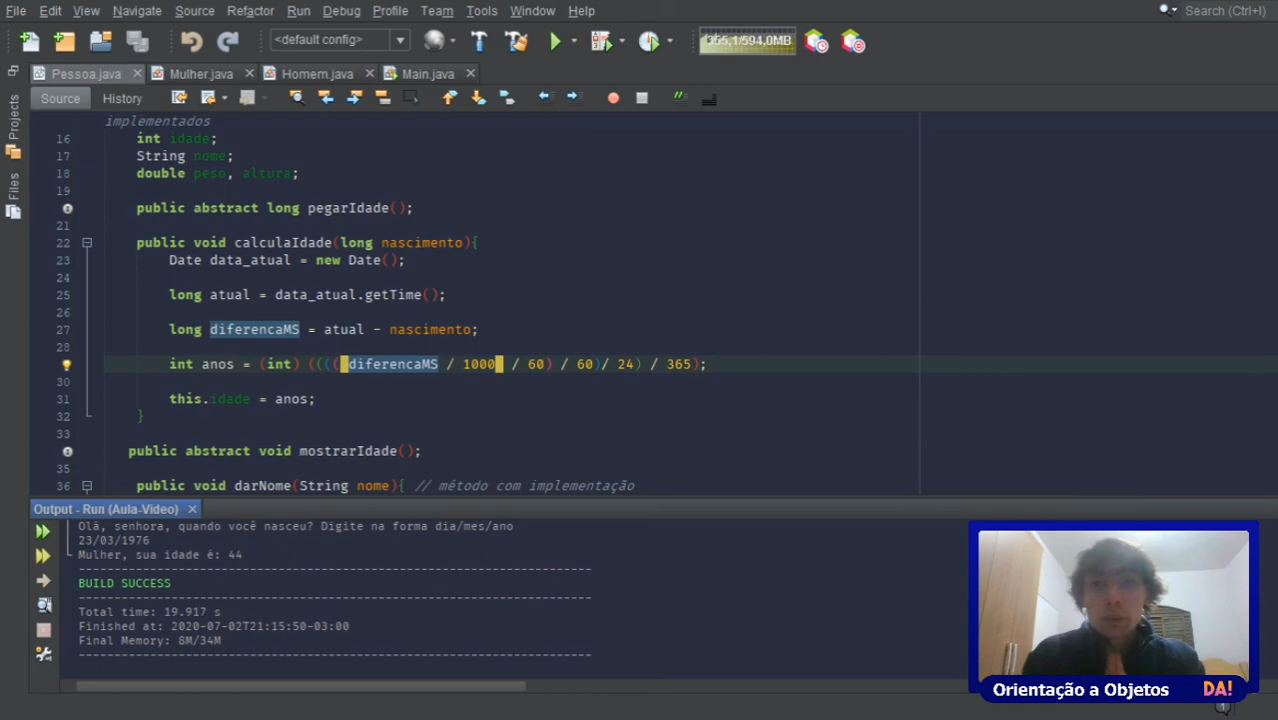 File Edit View Navigate Source Refactor Run Debug Profile Team Tools Window Help Search (Ctrl+I)
<default config> 355,1/594,0MB
Pessoa.java Mulher.java Homem.java Main.java
Source History
Projects
Files
implementados
16 int idade;
17 String nome;
18 double peso, altura;
19
public abstract long pegarIdade();
21
22 public void calculaIdade(long nascimento){
23 Date data_atual = new Date();
24
25 long atual = data_atual.getTime();
26
27 long diferencaMS = atual - nascimento;
28
int anos = (int) (((( diferencaMS / 1000 / 60) / 60)/ 24) / 365);
30
31 this.idade = anos;
32 }
33
public abstract void mostrarIdade();
35
36 public void darNome(String nome){ // método com implementação
Output - Run (Aula-Video)
Olá, senhora, quando você nasceu? Digite na forma dia/mes/ano
23/03/1976
Mulher, sua idade é: 44
------------------------------------------------------------------------
BUILD SUCCESS
------------------------------------------------------------------------
Total time: 19.917 s
Finished at: 2020-07-02T21:15:50-03:00
Final Memory: 8M/34M
------------------------------------------------------------------------
Orientação a Objetos DA!
1